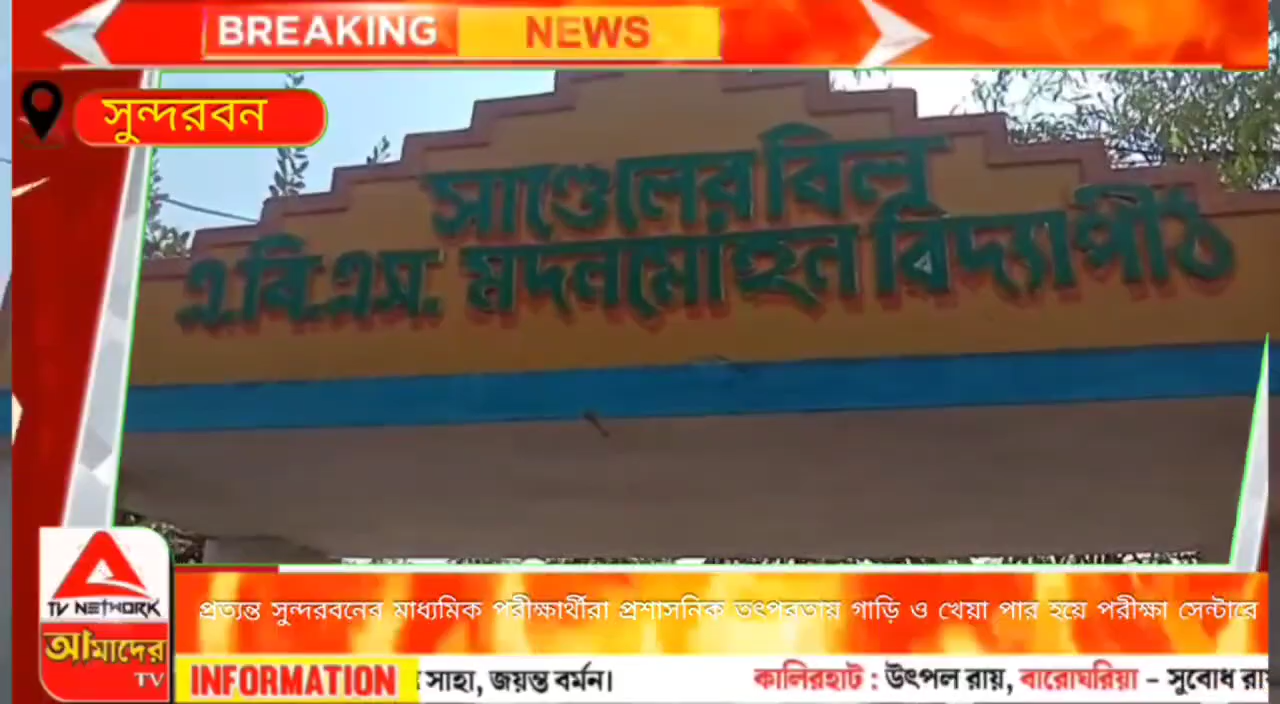 BREAKING NEWS
সুন্দরবন
সাণ্ডেলের বিল
এ.বি.এস. মদনমোহন বিদ্যাপীঠ
TV NETWORK
আমাদের
TV
প্রত্যন্ত সুন্দরবনের মাধ্যমিক পরীক্ষার্থীরা প্রশাসনিক তৎপরতায় গাড়ি ও খেয়া পার হয়ে পরীক্ষা সেন্টারে
INFORMATION সাহা, জয়ন্ত বর্মন। কালিরহাট : উৎপল রায়, বারোঘরিয়া – সুবোধ